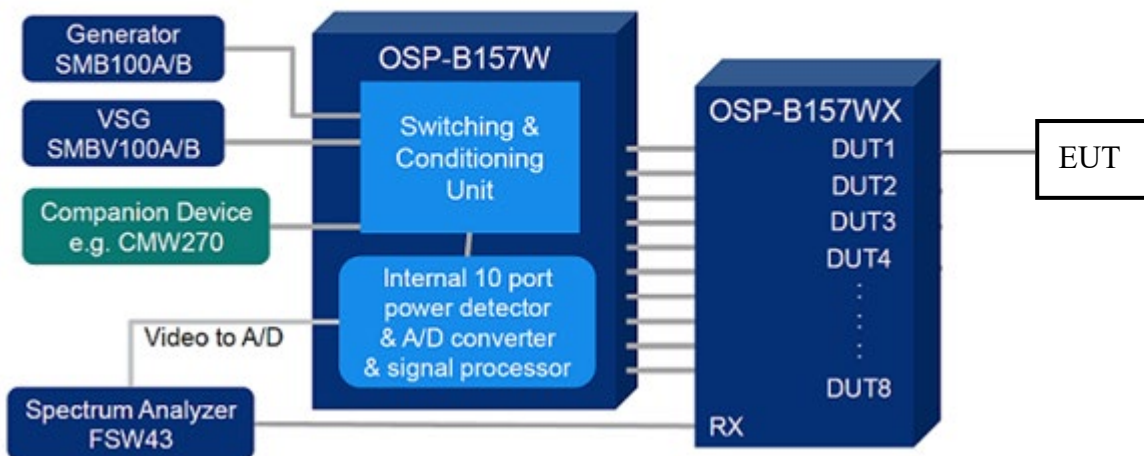 Generator
SMB100A/B
VSG
SMBV100A/B
Companion Device
e.g. CMW270
Video to A/D
Spectrum Analyzer
FSW43
OSP-B157W
Switching &
Conditioning
Unit
Internal 10 port
power detector
& A/D converter
& signal processor
OSP-B157WX
DUT1
DUT2
DUT3
DUT4
DUT8
RX
EUT